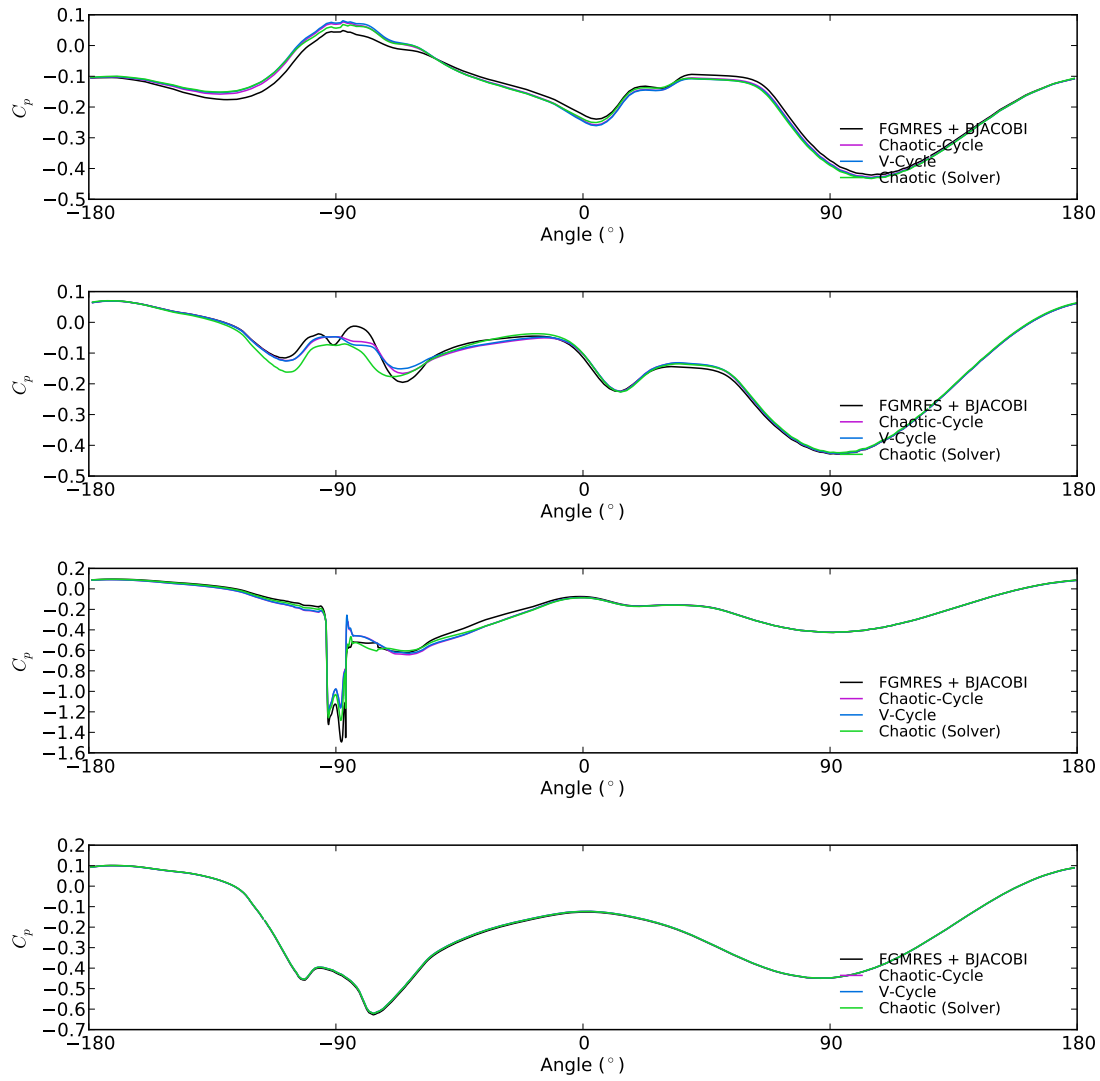 0.1
0.0
−0.1
−0.2
−0.3
−0.4
−0.5
C_p
FGMRES + BJACOBI
Chaotic-Cycle
V-Cycle
Chaotic (Solver)
−180 −90 0 90 180
Angle (°)
0.1
0.0
−0.1
−0.2
−0.3
−0.4
−0.5
C_p
FGMRES + BJACOBI
Chaotic-Cycle
V-Cycle
Chaotic (Solver)
−180 −90 0 90 180
Angle (°)
0.2
0.0
−0.2
−0.4
−0.6
−0.8
−1.0
−1.2
−1.4
−1.6
C_p
FGMRES + BJACOBI
Chaotic-Cycle
V-Cycle
Chaotic (Solver)
−180 −90 0 90 180
Angle (°)
0.2
0.1
0.0
−0.1
−0.2
−0.3
−0.4
−0.5
−0.6
−0.7
C_p
FGMRES + BJACOBI
Chaotic-Cycle
V-Cycle
Chaotic (Solver)
−180 −90 0 90 180
Angle (°)